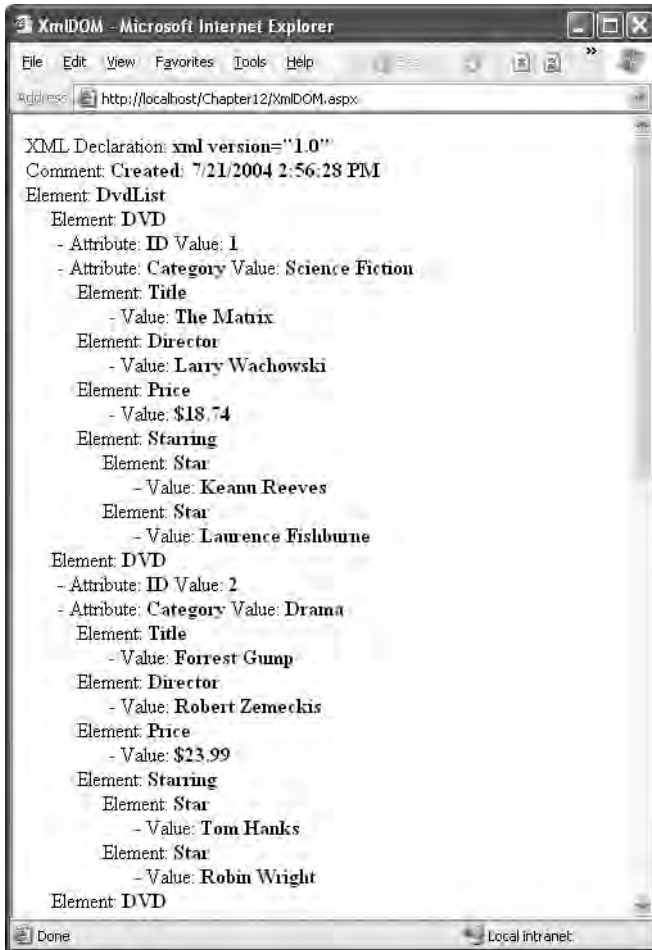 XmlDOM - Microsoft Internet Explorer
File Edit View Favorites Tools Help »
Address http://localhost/Chapter12/XmlDOM.aspx
XML Declaration: xml version="1.0"
Comment: Created: 7/21/2004 2:56:28 PM
Element: DvdList
Element: DVD
- Attribute: ID Value: 1
- Attribute: Category Value: Science Fiction
Element: Title
- Value: The Matrix
Element: Director
- Value: Larry Wachowski
Element: Price
- Value: $18.74
Element: Starring
Element: Star
- Value: Keanu Reeves
Element: Star
- Value: Laurence Fishburne
Element: DVD
- Attribute: ID Value: 2
- Attribute: Category Value: Drama
Element: Title
- Value: Forrest Gump
Element: Director
- Value: Robert Zemeckis
Element: Price
- Value: $23.99
Element: Starring
Element: Star
- Value: Tom Hanks
Element: Star
- Value: Robin Wright
Element: DVD
Done Local intranet